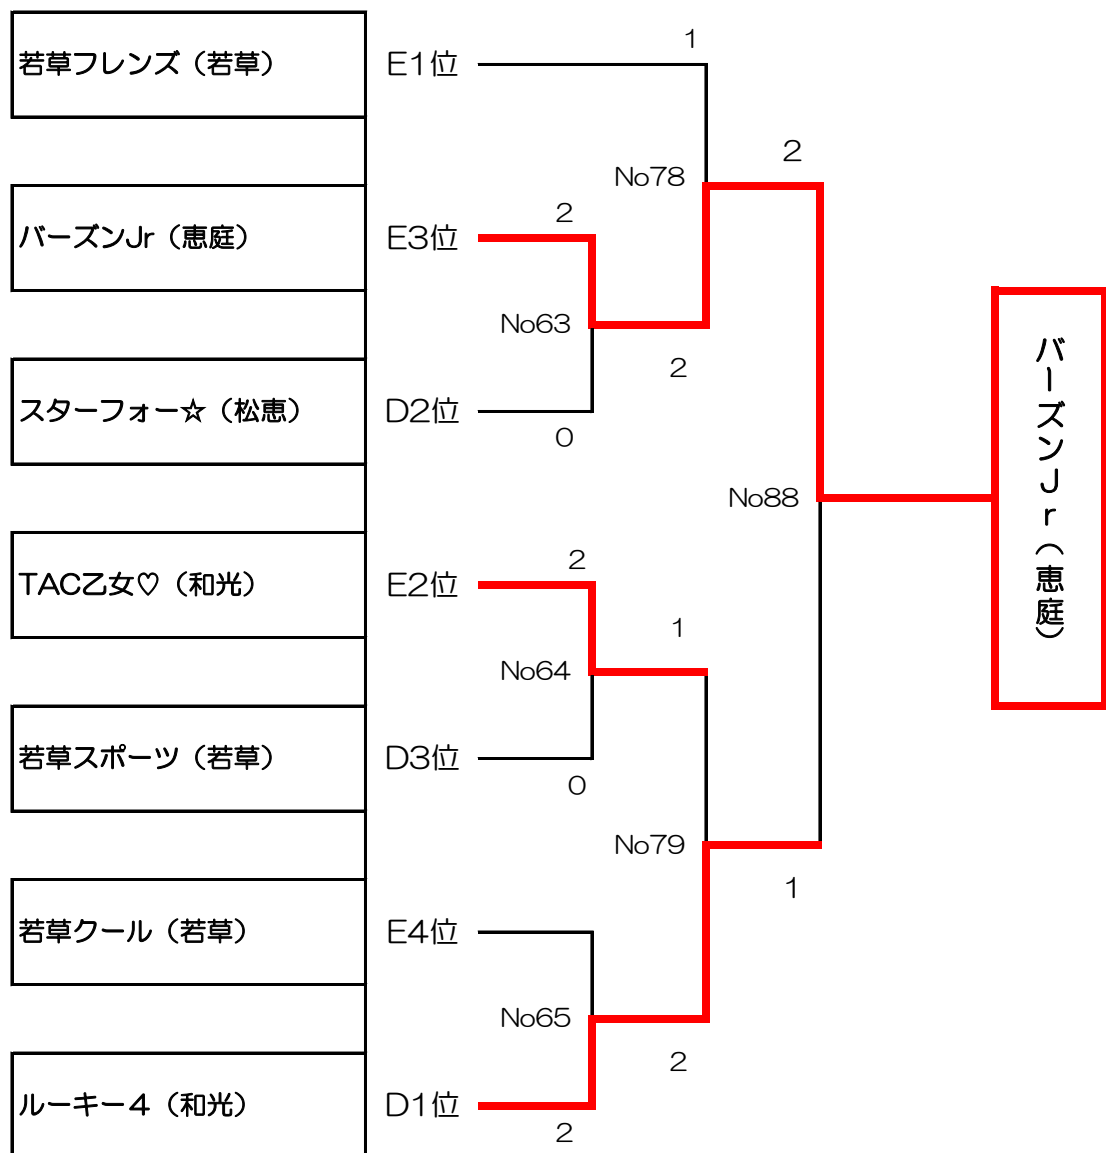 若草フレンズ（若草）
E1位
1
No78
2
バーズンJr（恵庭）
E3位
2
No63
2
スターフォー☆（松恵）
D2位
0
No88
バーズンJr（恵庭）
TAC乙女♡（和光）
E2位
2
1
No64
若草スポーツ（若草）
D3位
0
No79
1
若草クール（若草）
E4位
No65
2
ルーキー４（和光）
D1位
2